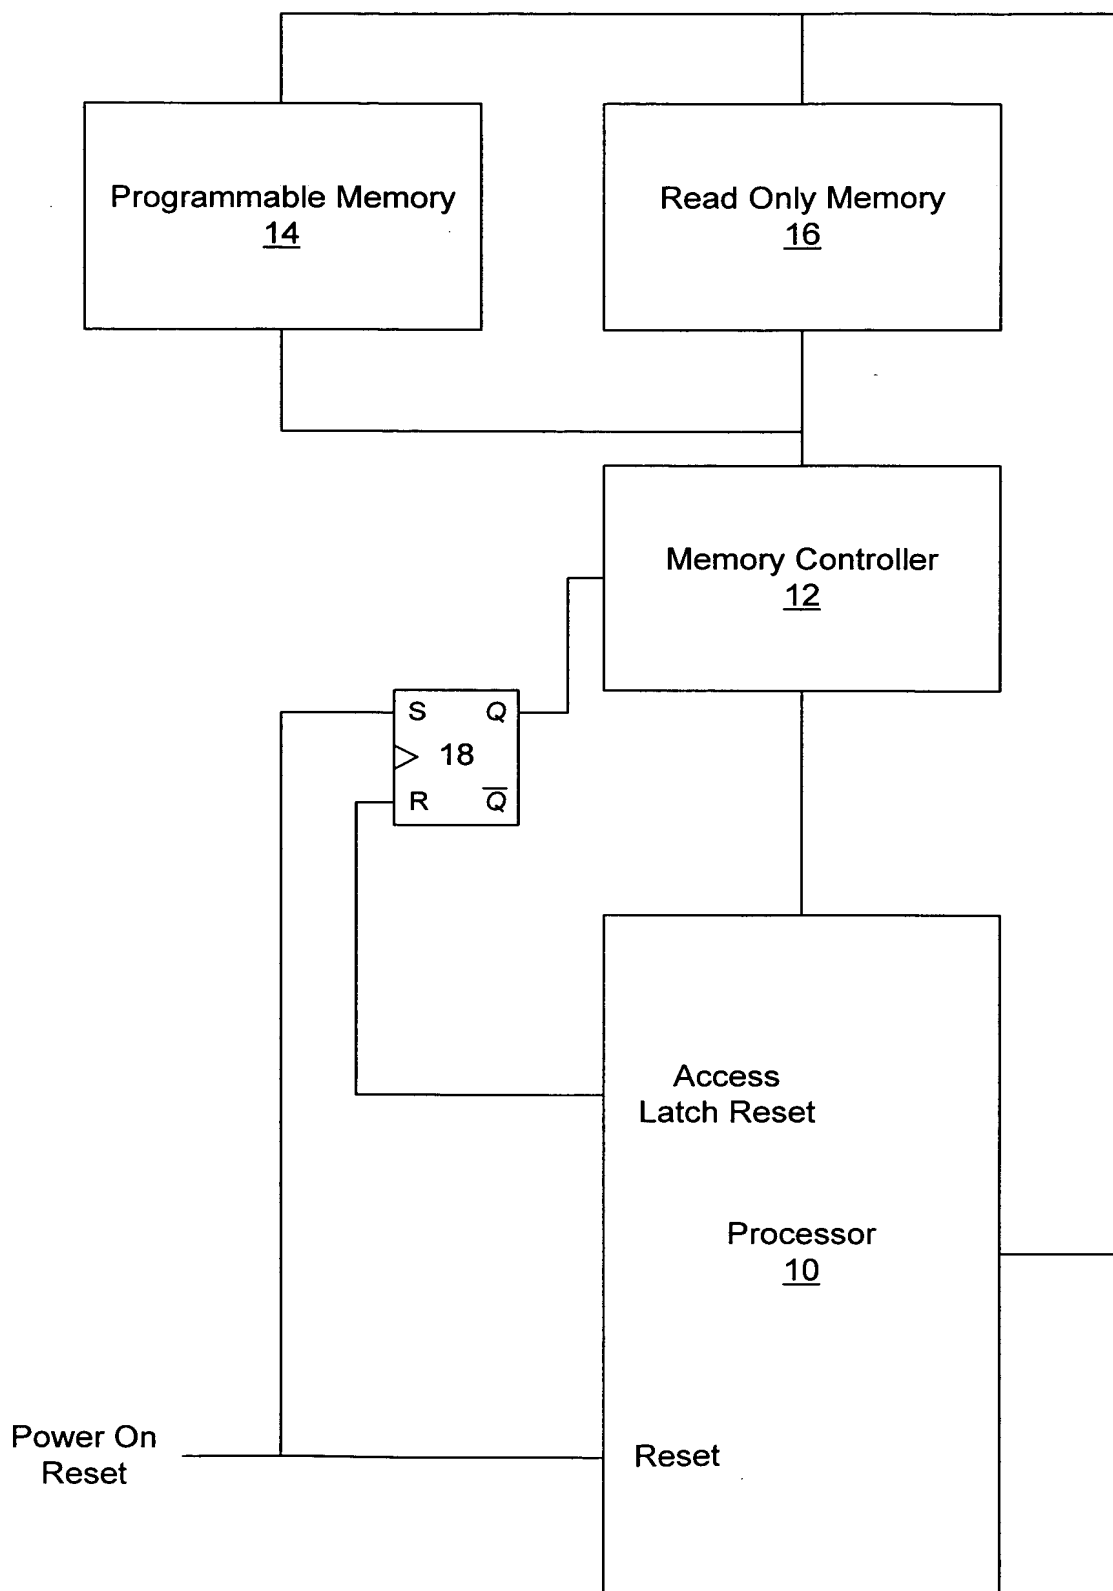 Programmable Memory
14
Read Only Memory
16
Memory Controller
12
S Q
18
R Q̅
Access
Latch Reset
Processor
10
Power On
Reset
Reset